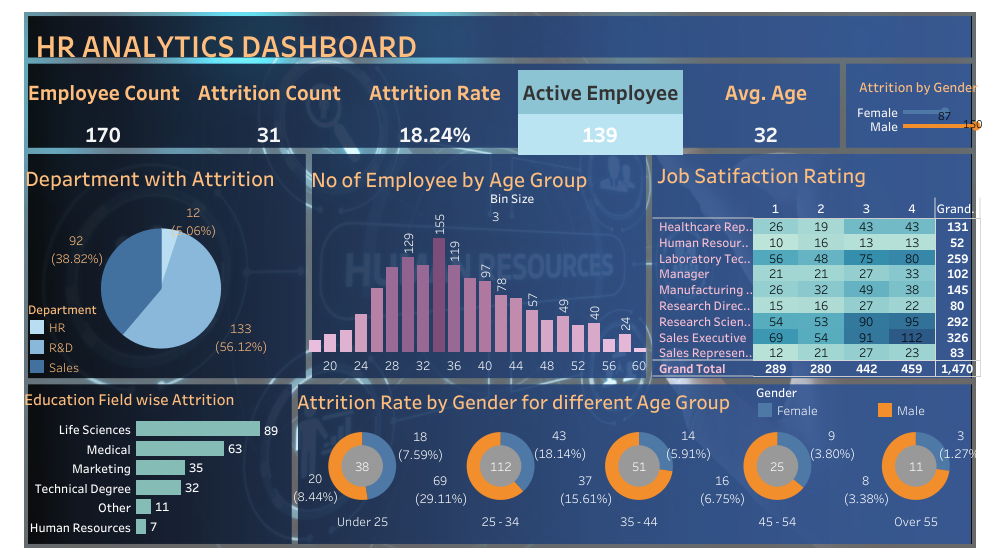 HR ANALYTICS DASHBOARD
Employee Count Attrition Count Attrition Rate Active Employee Avg. Age
170 31 18.24% 139 32
Attrition by Gender
Female 87
Male 150
Department with Attrition
12
(5.06%)
92
(38.82%)
133
(56.12%)
Department
HR
R&D
Sales
No of Employee by Age Group
Bin Size
3
129 155 119 97 78 57 49 40 24
20 24 28 32 36 40 44 48 52 56 60
Job Satifaction Rating
1 2 3 4 Grand.
Healthcare Rep.. 26 19 43 43 131
Human Resour.. 10 16 13 13 52
Laboratory Tec.. 56 48 75 80 259
Manager 21 21 27 33 102
Manufacturing .. 26 32 49 38 145
Research Direc.. 15 16 27 22 80
Research Scien.. 54 53 90 95 292
Sales Executive 69 54 91 112 326
Sales Represen.. 12 21 27 23 83
Grand Total 289 280 442 459 1,470
Education Field wise Attrition
Life Sciences 89
Medical 63
Marketing 35
Technical Degree 32
Other 11
Human Resources 7
Attrition Rate by Gender for different Age Group
Gender
Female Male
18
(7.59%)
38
20
(8.44%)
Under 25
43
(18.14%)
112
69
(29.11%)
25 - 34
14
(5.91%)
51
37
(15.61%)
35 - 44
9
(3.80%)
25
16
(6.75%)
45 - 54
3
(1.27%
11
8
(3.38%)
Over 55
HUMAN RESOURCES